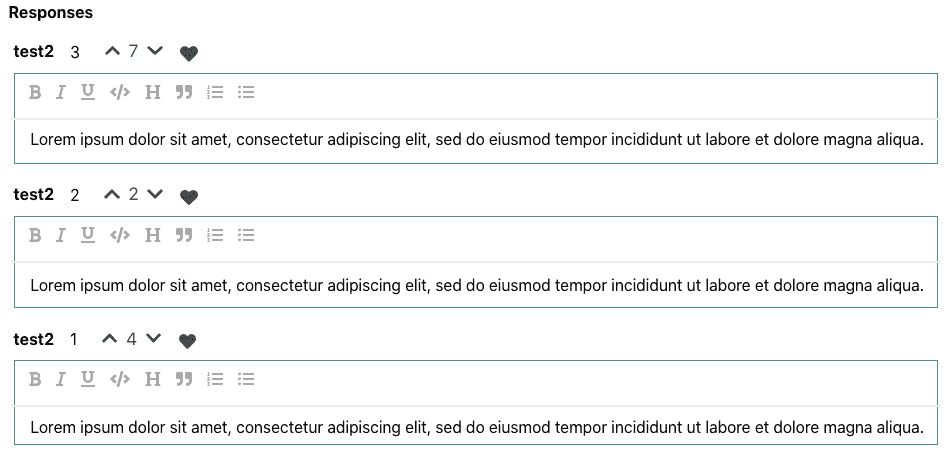 Responses
test2 3 7
B I U </> H
Lorem ipsum dolor sit amet, consectetur adipiscing elit, sed do eiusmod tempor incididunt ut labore et dolore magna aliqua.
test2 2 2
B I U </> H
Lorem ipsum dolor sit amet, consectetur adipiscing elit, sed do eiusmod tempor incididunt ut labore et dolore magna aliqua.
test2 1 4
B I U </> H
Lorem ipsum dolor sit amet, consectetur adipiscing elit, sed do eiusmod tempor incididunt ut labore et dolore magna aliqua.